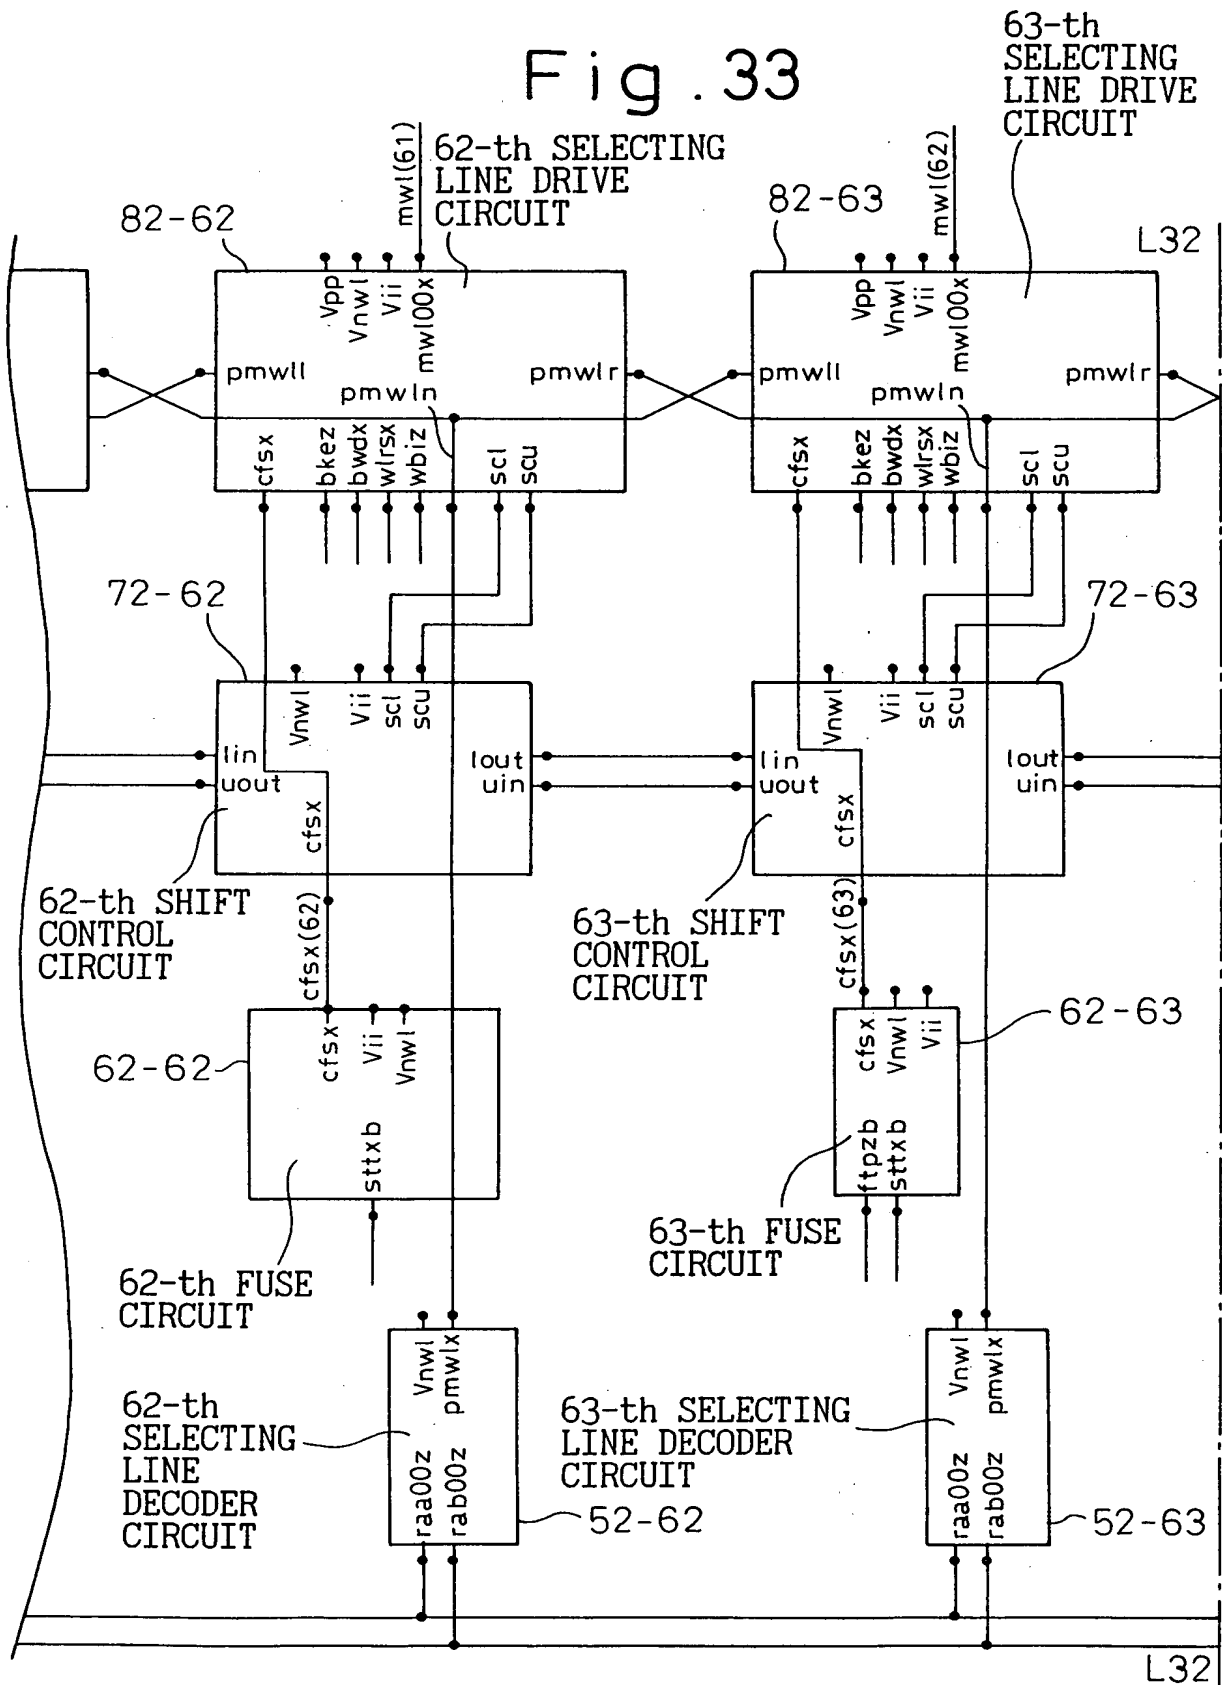 Fig.33
63-th
SELECTING
LINE DRIVE
CIRCUIT
mwl(61)
62-th SELECTING
LINE DRIVE
CIRCUIT
mwl(62)
82-62
82-63
L32
Vpp
Vnwl
Vii
mwl00x
Vpp
Vnwl
Vii
mwl00x
pmwll
pmwlr
pmwll
pmwlr
pmwln
pmwln
cfsx
bkez
bwdx
wlrsx
wbiz
scl
scu
cfsx
bkez
bwdx
wlrsx
wbiz
scl
scu
72-62
72-63
Vnwl
Vii
scl
scu
Vnwl
Vii
scl
scu
lin
uout
lout
uin
lin
uout
lout
uin
cfsx
cfsx
62-th SHIFT
CONTROL
CIRCUIT
cfsx(62)
63-th SHIFT
CONTROL
CIRCUIT
cfsx(63)
62-62
62-63
cfsx
Vii
Vnwl
cfsx
Vnwl
Vii
sttxb
ftpzb
sttxb
62-th FUSE
CIRCUIT
63-th FUSE
CIRCUIT
Vnwl
pmwlx
Vnwl
pmwlx
62-th
SELECTING
LINE
DECODER
CIRCUIT
63-th SELECTING
LINE DECODER
CIRCUIT
raa00z
rab00z
raa00z
rab00z
52-62
52-63
L32